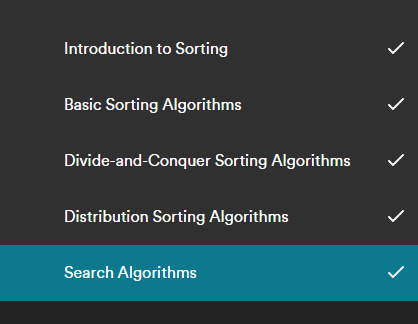 Introduction to Sorting
Basic Sorting Algorithms
Divide-and-Conquer Sorting Algorithms
Distribution Sorting Algorithms
Search Algorithms